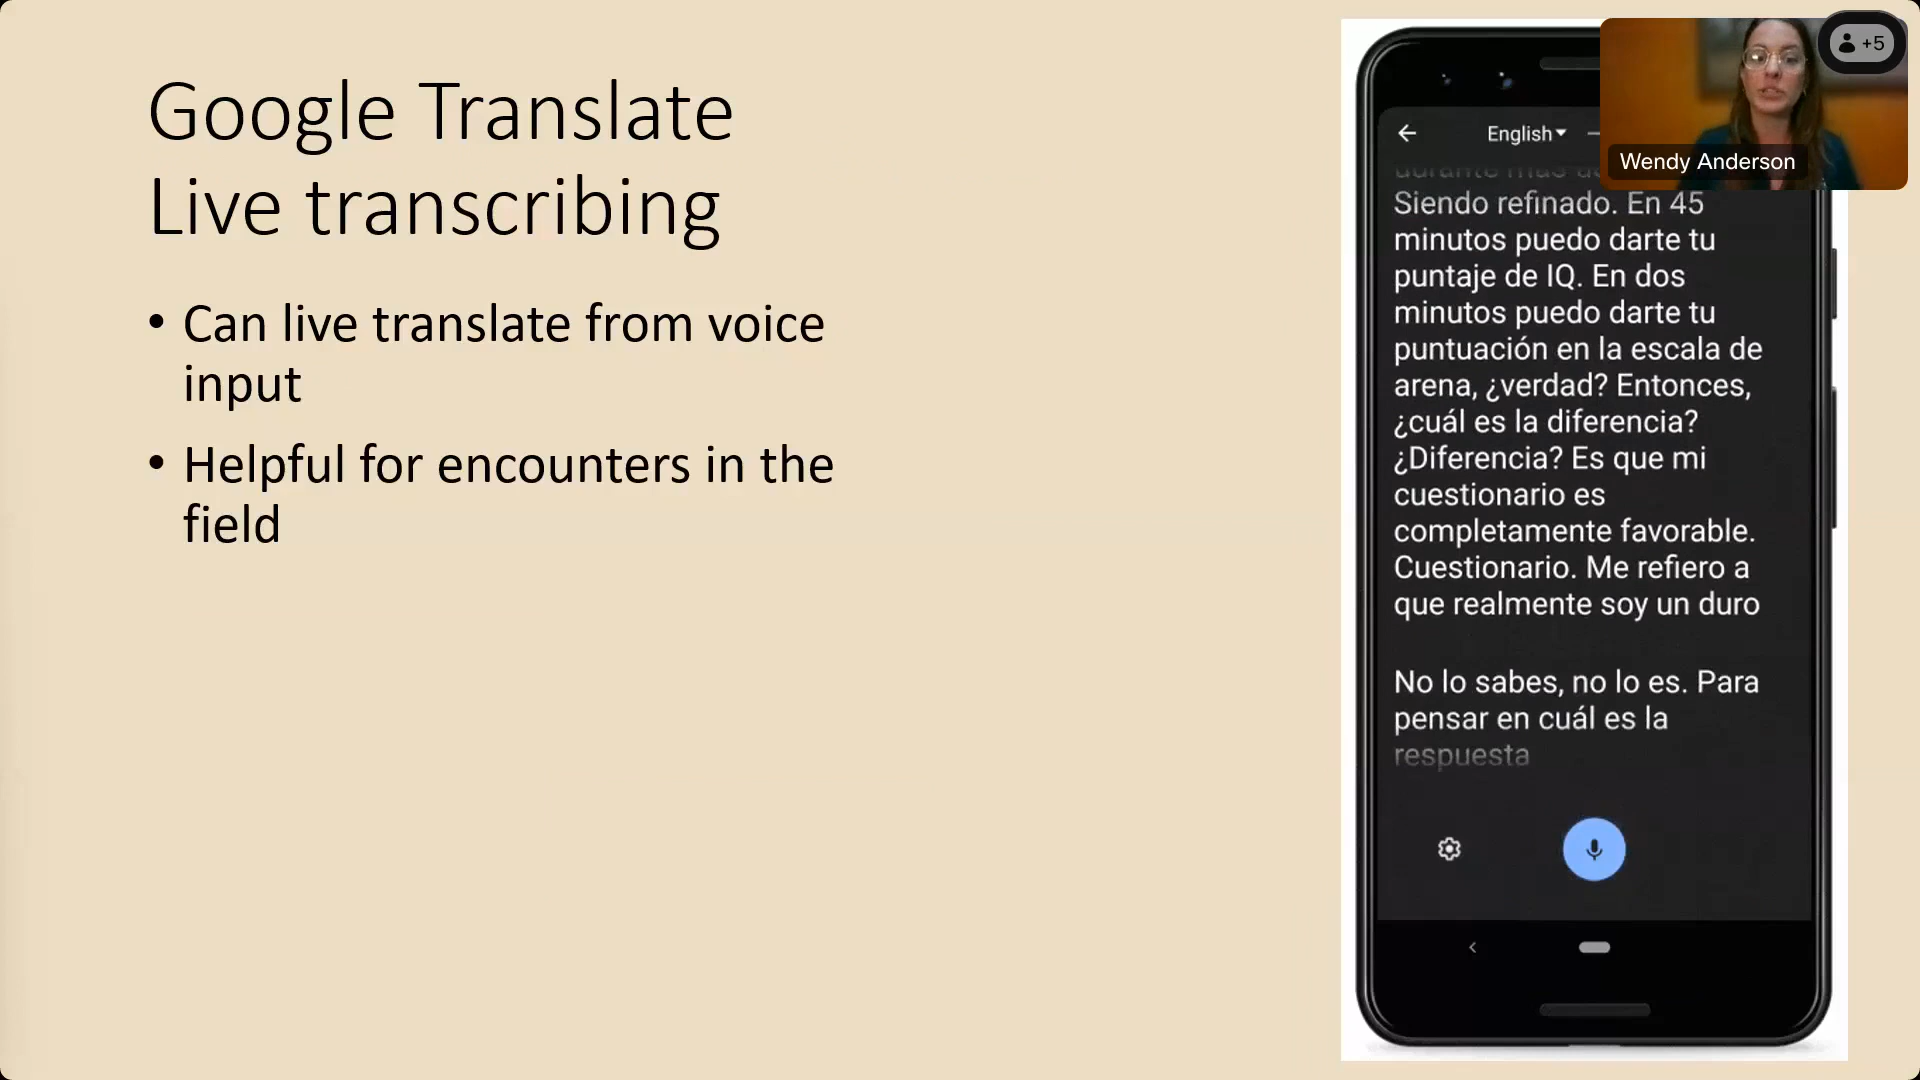 Google Translate
Live transcribing
• Can live translate from voice
input
• Helpful for encounters in the
field
English
Siendo refinado. En 45
minutos puedo darte tu
puntaje de IQ. En dos
minutos puedo darte tu
puntuación en la escala de
arena, ¿verdad? Entonces,
¿cuál es la diferencia?
¿Diferencia? Es que mi
cuestionario es
completamente favorable.
Cuestionario. Me refiero a
que realmente soy un duro
No lo sabes, no lo es. Para
pensar en cuál es la
respuesta
+5
Wendy Anderson